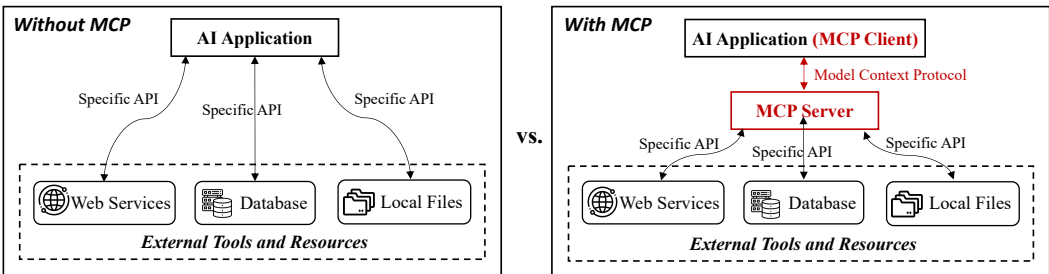 Without MCP
AI Application
Specific API
Specific API
Specific API
Web Services
Database
Local Files
External Tools and Resources
vs.
With MCP
AI Application (MCP Client)
Model Context Protocol
MCP Server
Specific API
Specific API
Specific API
Web Services
Database
Local Files
External Tools and Resources